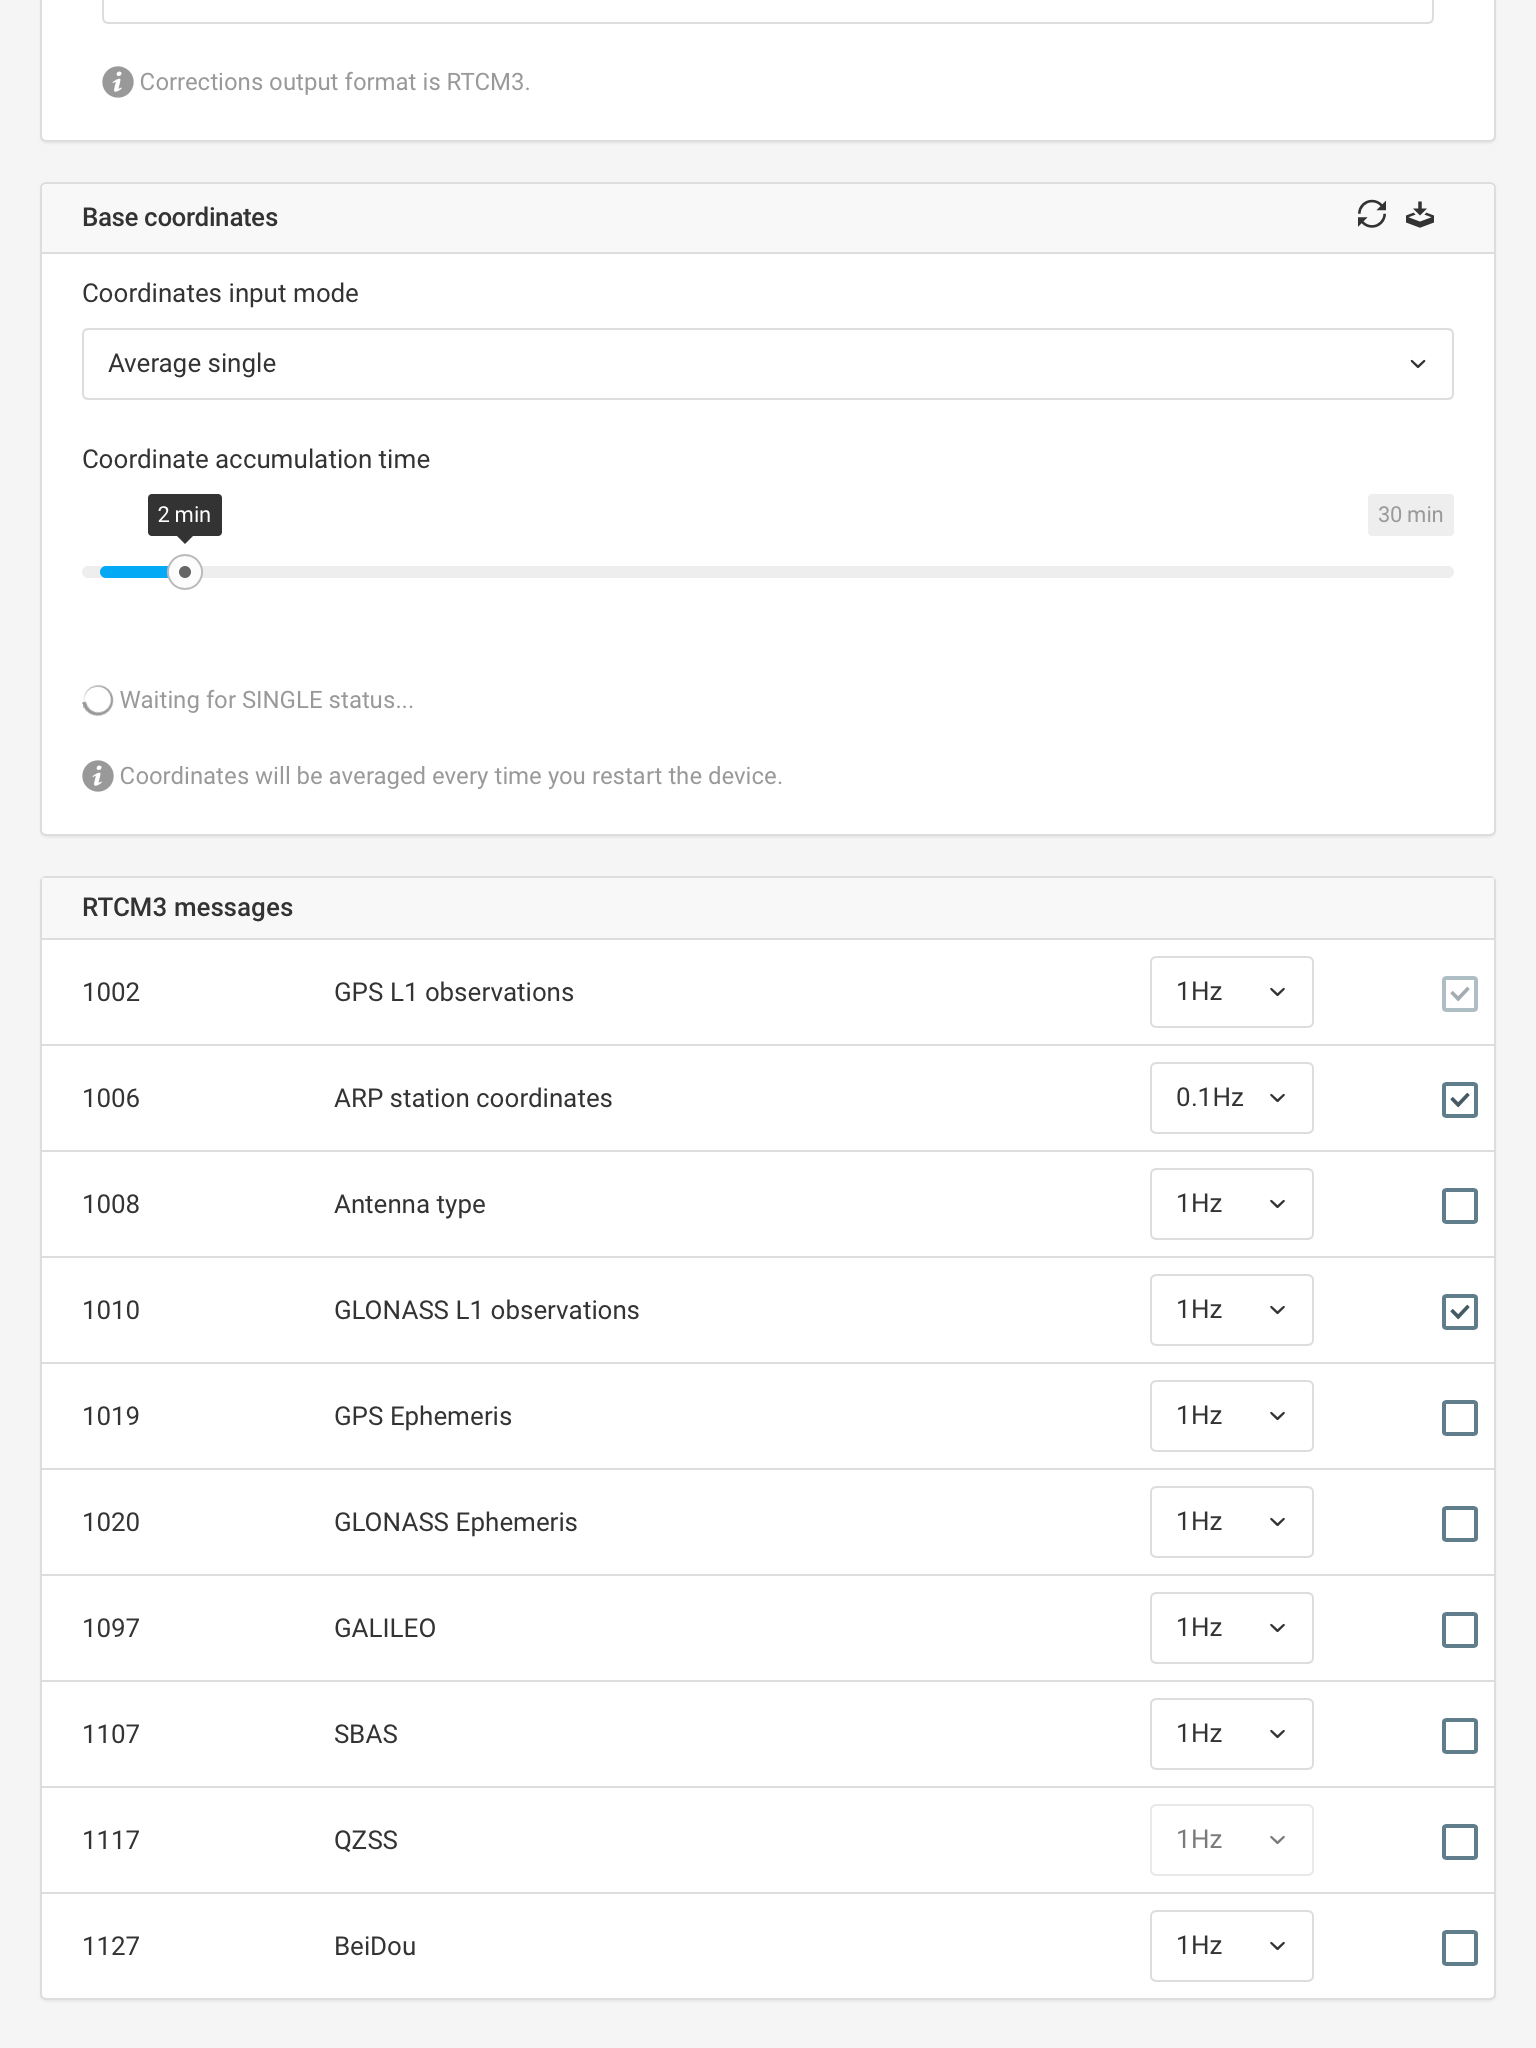 Corrections output format is RTCM3.
Base coordinates
Coordinates input mode
Average single
Coordinate accumulation time
2 min 30 min
Waiting for SINGLE status...
Coordinates will be averaged every time you restart the device.
RTCM3 messages
1002 GPS L1 observations 1Hz
1006 ARP station coordinates 0.1Hz
1008 Antenna type 1Hz
1010 GLONASS L1 observations 1Hz
1019 GPS Ephemeris 1Hz
1020 GLONASS Ephemeris 1Hz
1097 GALILEO 1Hz
1107 SBAS 1Hz
1117 QZSS 1Hz
1127 BeiDou 1Hz